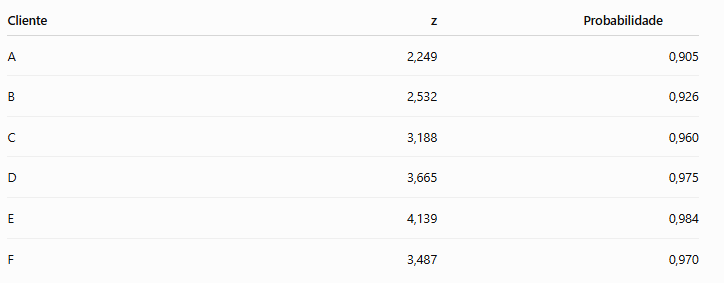 Cliente z Probabilidade
A 2,249 0,905
B 2,532 0,926
C 3,188 0,960
D 3,665 0,975
E 4,139 0,984
F 3,487 0,970